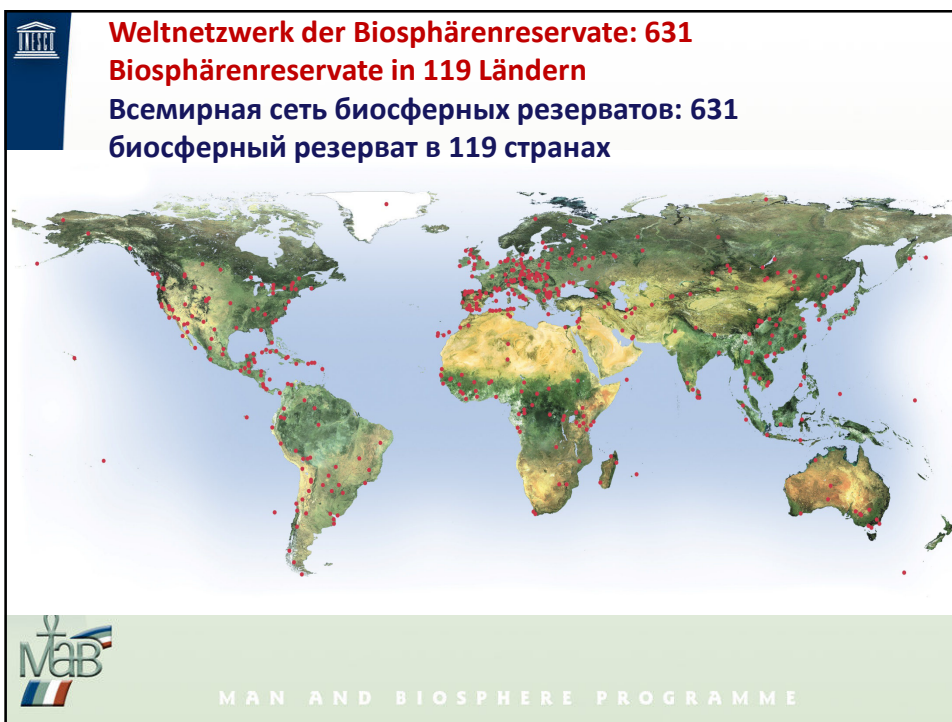 UNESCO
Weltnetzwerk der Biosphärenreservate: 631
Biosphärenreservate in 119 Ländern
Всемирная сеть биосферных резерватов: 631
биосферный резерват в 119 странах
MaB
MAN AND BIOSPHERE PROGRAMME